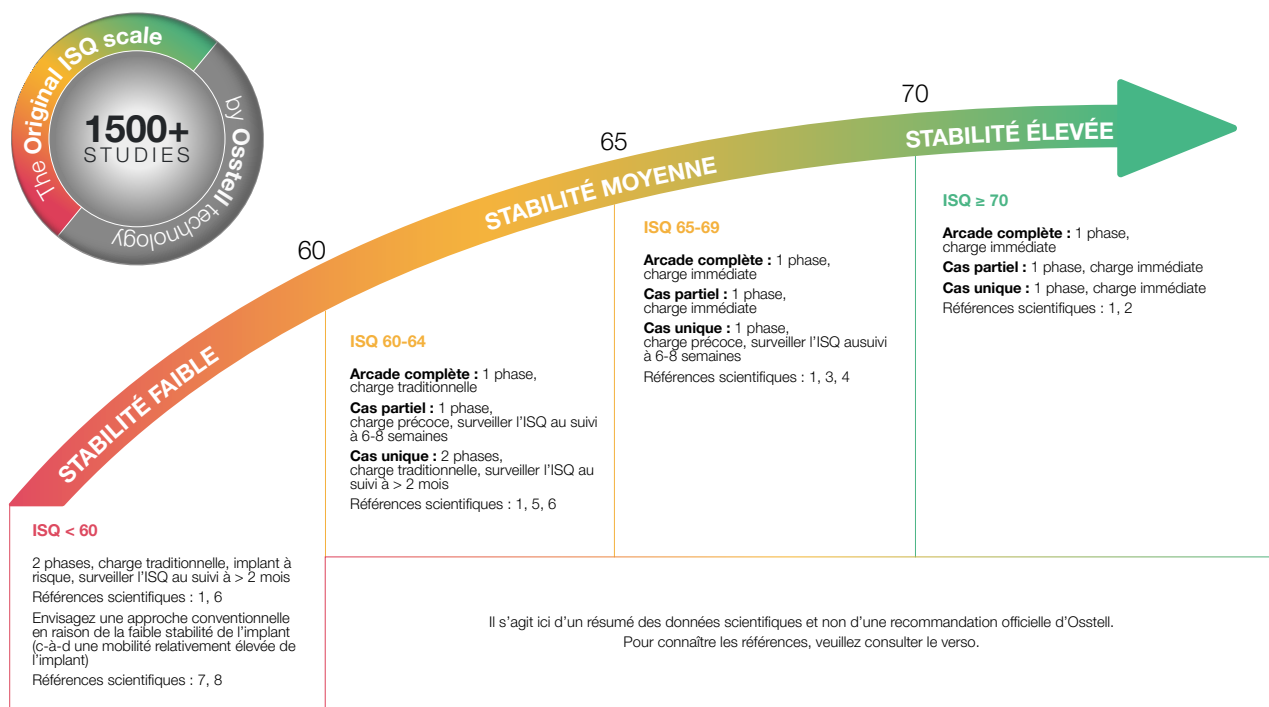 The Original ISQ scale
by Osstell technology
1500+
STUDIES
60
65
70
STABILITÉ FAIBLE
STABILITÉ MOYENNE
STABILITÉ ÉLEVÉE
ISQ < 60
2 phases, charge traditionnelle, implant à
risque, surveiller l'ISQ au suivi à > 2 mois
Références scientifiques : 1, 6
Envisagez une approche conventionnelle
en raison de la faible stabilité de l'implant
(c-à-d une mobilité relativement élevée de
l'implant)
Références scientifiques : 7, 8
ISQ 60-64
Arcade complète : 1 phase,
charge traditionnelle
Cas partiel : 1 phase,
charge précoce, surveiller l'ISQ au suivi
à 6-8 semaines
Cas unique : 2 phases,
charge traditionnelle, surveiller l'ISQ au
suivi à > 2 mois
Références scientifiques : 1, 5, 6
ISQ 65-69
Arcade complète : 1 phase,
charge immédiate
Cas partiel : 1 phase,
charge immédiate
Cas unique : 1 phase,
charge précoce, surveiller l'ISQ ausuivi
à 6-8 semaines
Références scientifiques : 1, 3, 4
ISQ ≥ 70
Arcade complète : 1 phase,
charge immédiate
Cas partiel : 1 phase, charge immédiate
Cas unique : 1 phase, charge immédiate
Références scientifiques : 1, 2
Il s'agit ici d'un résumé des données scientifiques et non d'une recommandation officielle d'Osstell.
Pour connaître les références, veuillez consulter le verso.